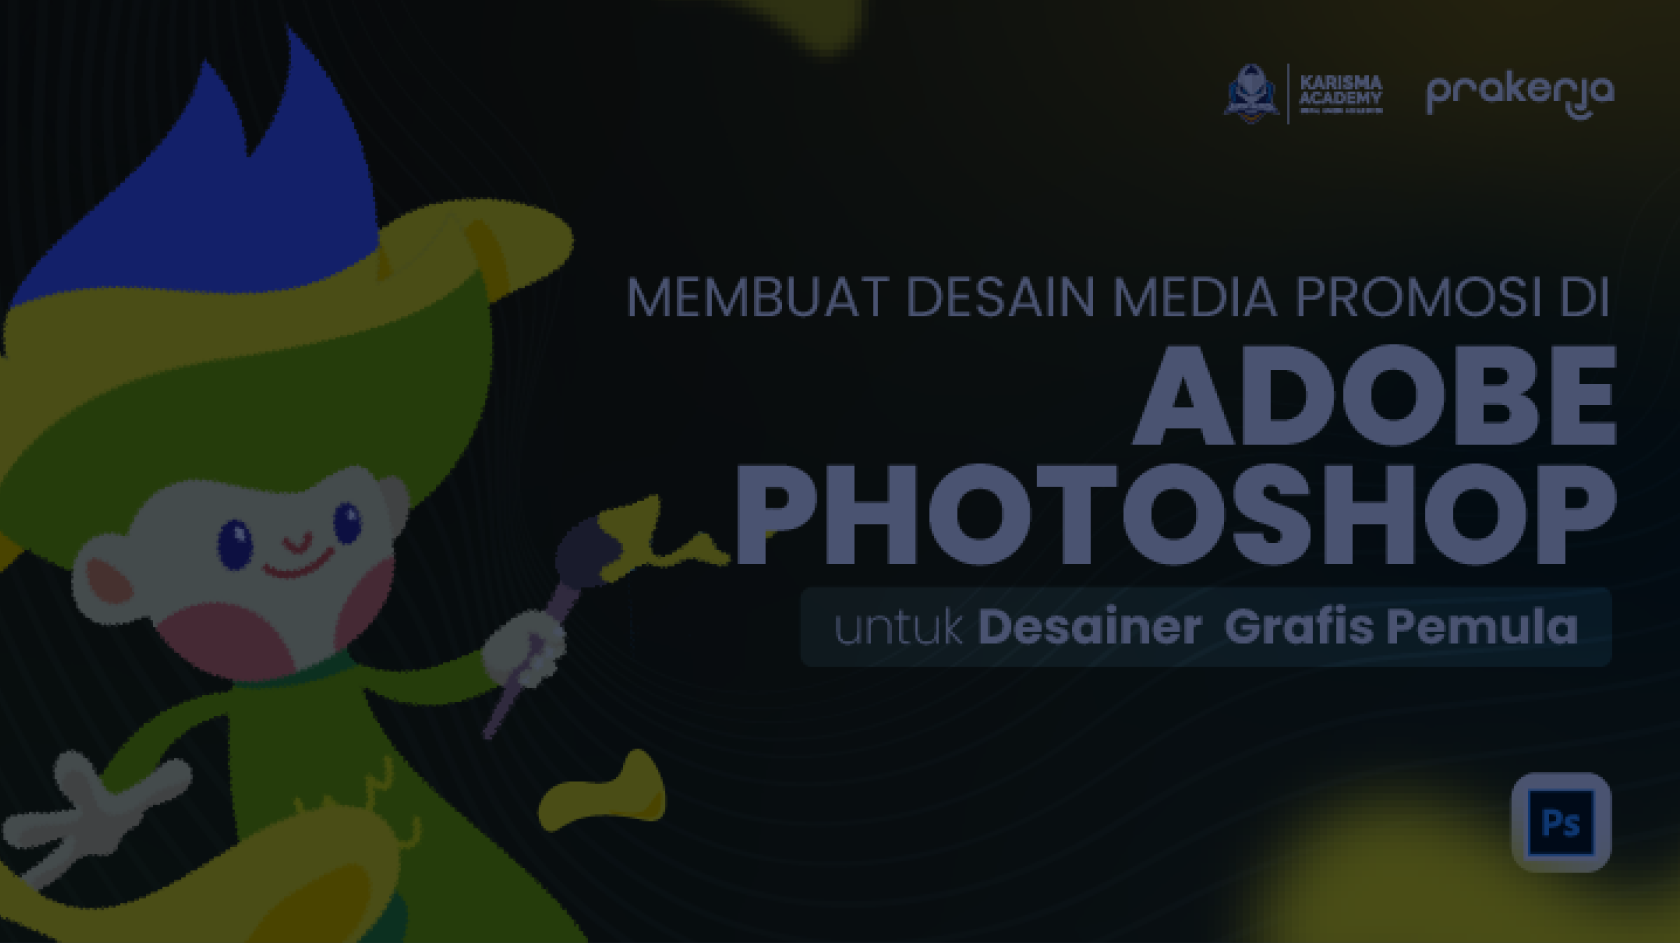 KARISMA
ACADEMY
prakerja
MEMBUAT DESAIN MEDIA PROMOSI DI
ADOBE
PHOTOSHOP
untuk Desainer Grafis Pemula
Ps